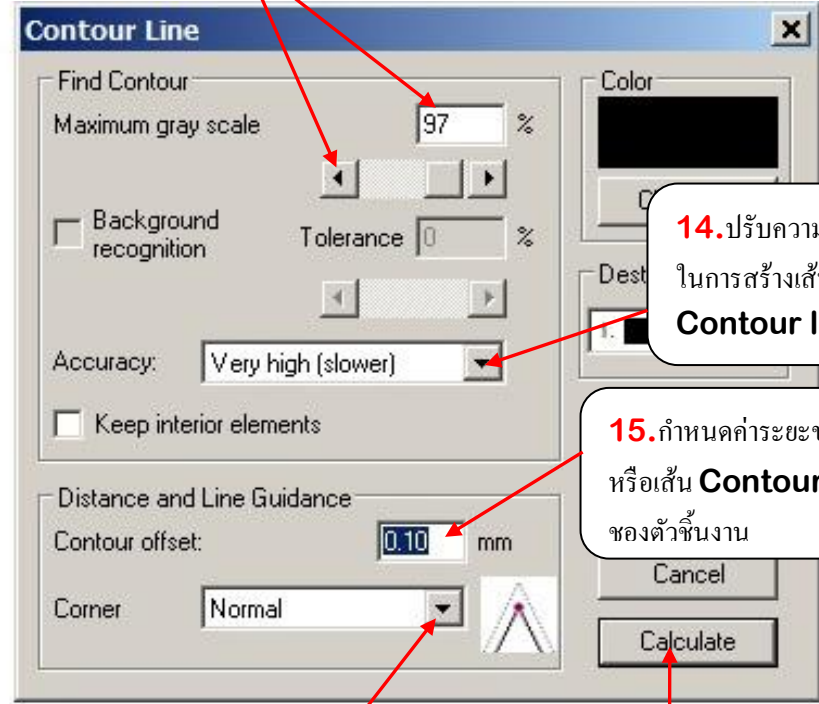 Contour Line
Find Contour
Maximum gray scale 97 %
Background recognition
Tolerance 0 %
Accuracy: Very high (slower)
Keep interior elements
Distance and Line Guidance
Contour offset: 0.10 mm
Corner Normal
Color
14.ปรับความ
ในการสร้างเส้
Contour l
Dest
1.
15.กำหนดค่าระยะข
หรือเส้น Contour
ชองตัวชิ้นงาน
Cancel
Calculate